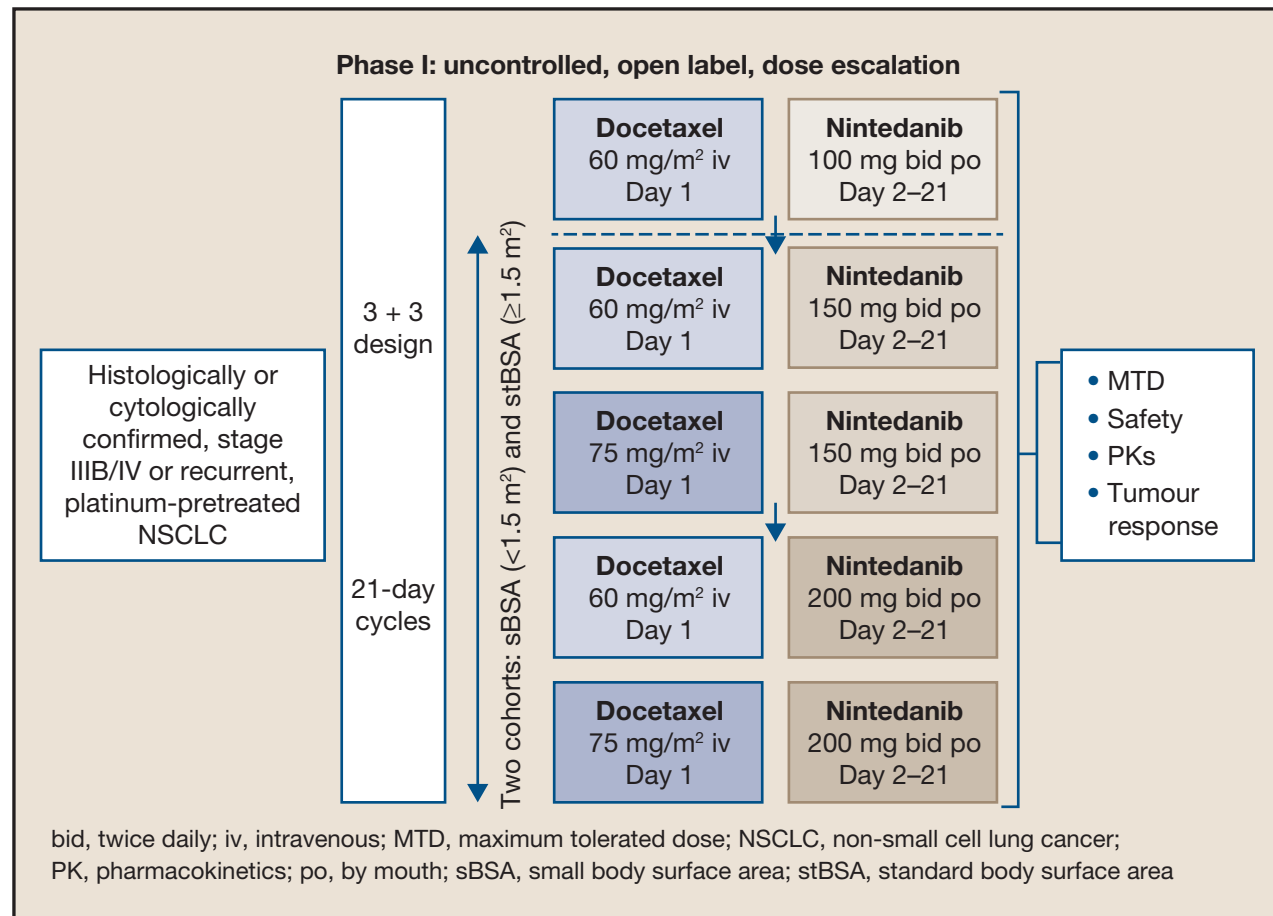 Phase I: uncontrolled, open label, dose escalation
Histologically or
cytologically
confirmed, stage
IIIB/IV or recurrent,
platinum-pretreated
NSCLC
3 + 3
design
21-day
cycles
Two cohorts: sBSA (<1.5 m²) and stBSA (≥1.5 m²)
Docetaxel
60 mg/m² iv
Day 1
Nintedanib
100 mg bid po
Day 2–21
Docetaxel
60 mg/m² iv
Day 1
Nintedanib
150 mg bid po
Day 2–21
Docetaxel
75 mg/m² iv
Day 1
Nintedanib
150 mg bid po
Day 2–21
Docetaxel
60 mg/m² iv
Day 1
Nintedanib
200 mg bid po
Day 2–21
Docetaxel
75 mg/m² iv
Day 1
Nintedanib
200 mg bid po
Day 2–21
• MTD
• Safety
• PKs
• Tumour
response
bid, twice daily; iv, intravenous; MTD, maximum tolerated dose; NSCLC, non-small cell lung cancer;
PK, pharmacokinetics; po, by mouth; sBSA, small body surface area; stBSA, standard body surface area